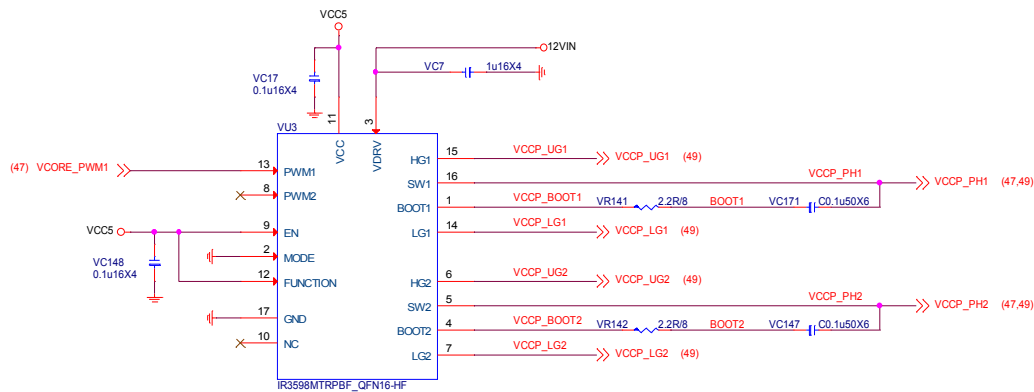 VCC5
12VIN
VC17
0.1u16X4
VC7 1u16X4
11
3
VU3
VCC
VDRV
(47) VCORE_PWM1
13 PWM1
8 PWM2
VCC5
9 EN
2 MODE
VC148
0.1u16X4
12 FUNCTION
17 GND
10 NC
HG1 15 VCCP_UG1 VCCP_UG1 (49)
SW1 16 VCCP_PH1 VCCP_PH1 (47,49)
BOOT1 1 VCCP_BOOT1 VR141 2.2R/8 BOOT1 VC171 C0.1u50X6
LG1 14 VCCP_LG1 VCCP_LG1 (49)
HG2 6 VCCP_UG2 VCCP_UG2 (49)
SW2 5 VCCP_PH2 VCCP_PH2 (47,49)
BOOT2 4 VCCP_BOOT2 VR142 2.2R/8 BOOT2 VC147 C0.1u50X6
LG2 7 VCCP_LG2 VCCP_LG2 (49)
IR3598MTRPBF_QFN16-HF